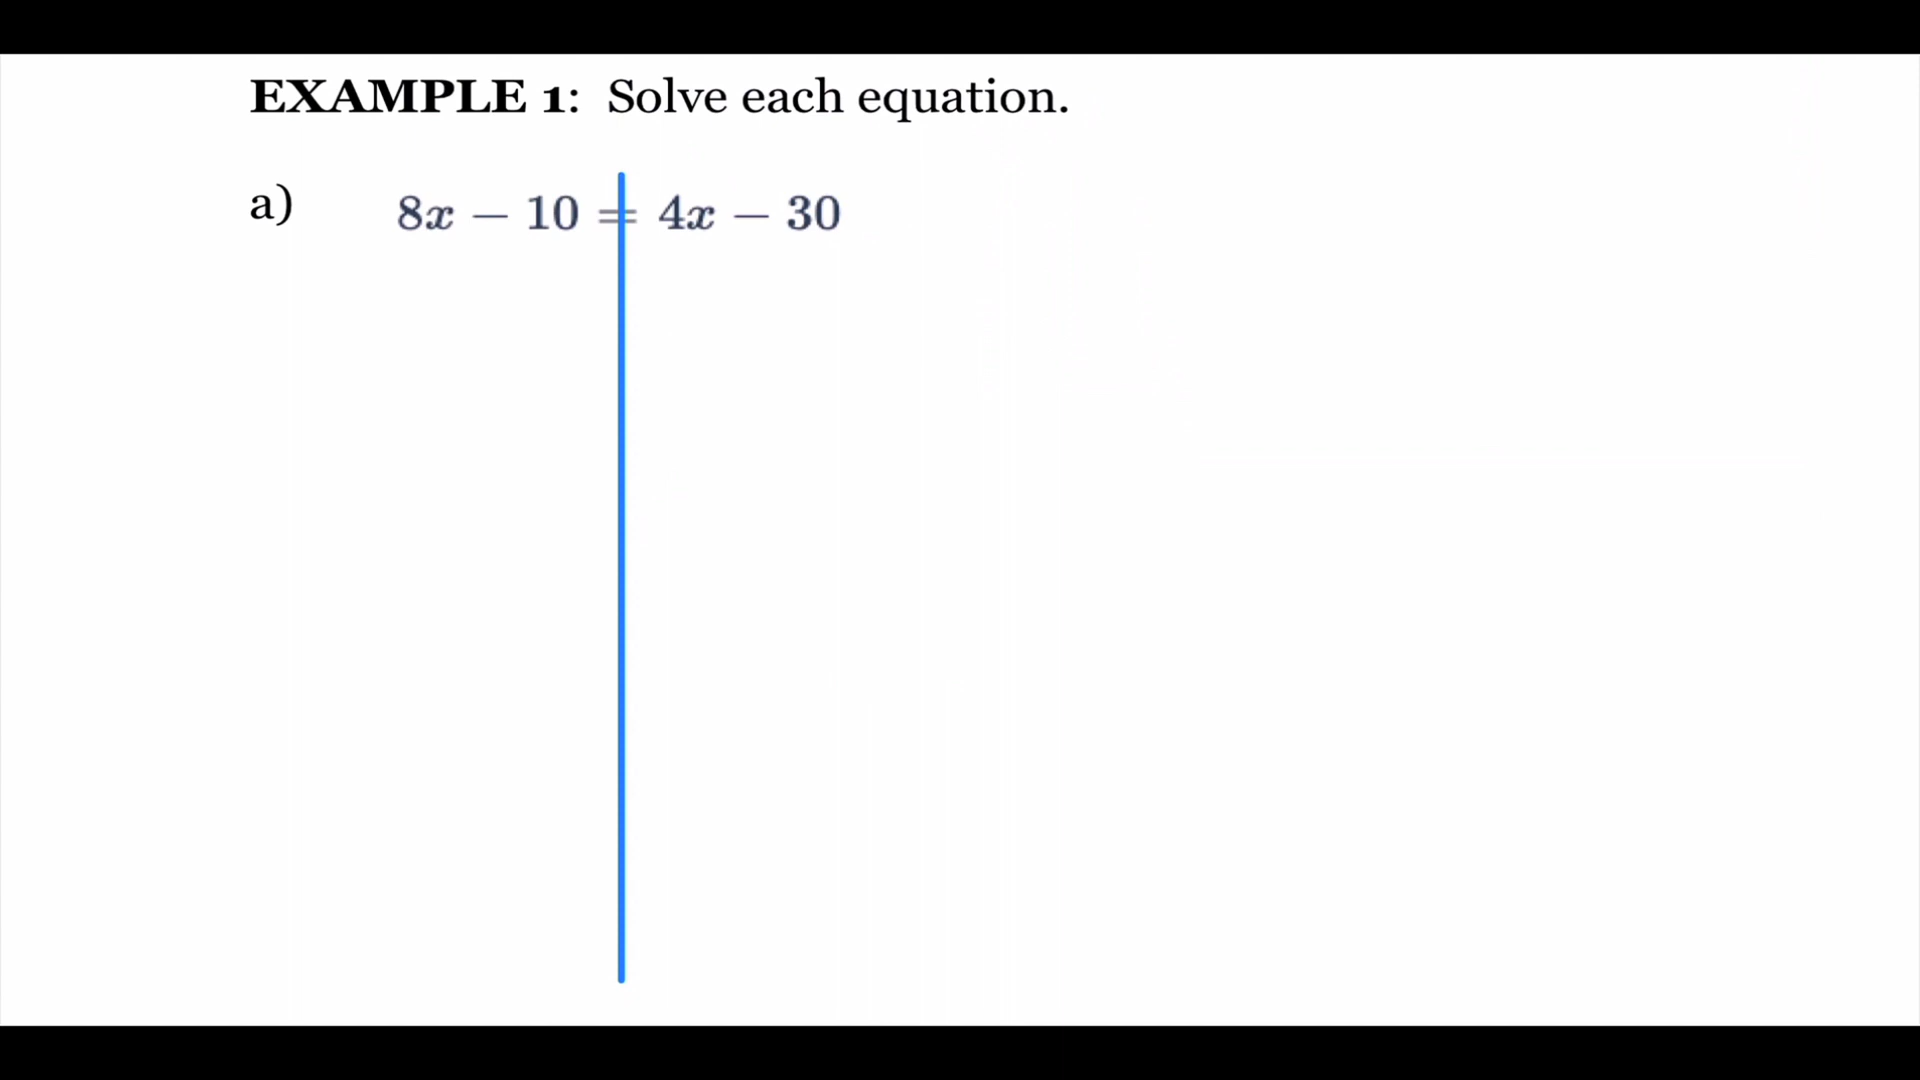 EXAMPLE 1: Solve each equation.
a) 8x − 10 = 4x − 30